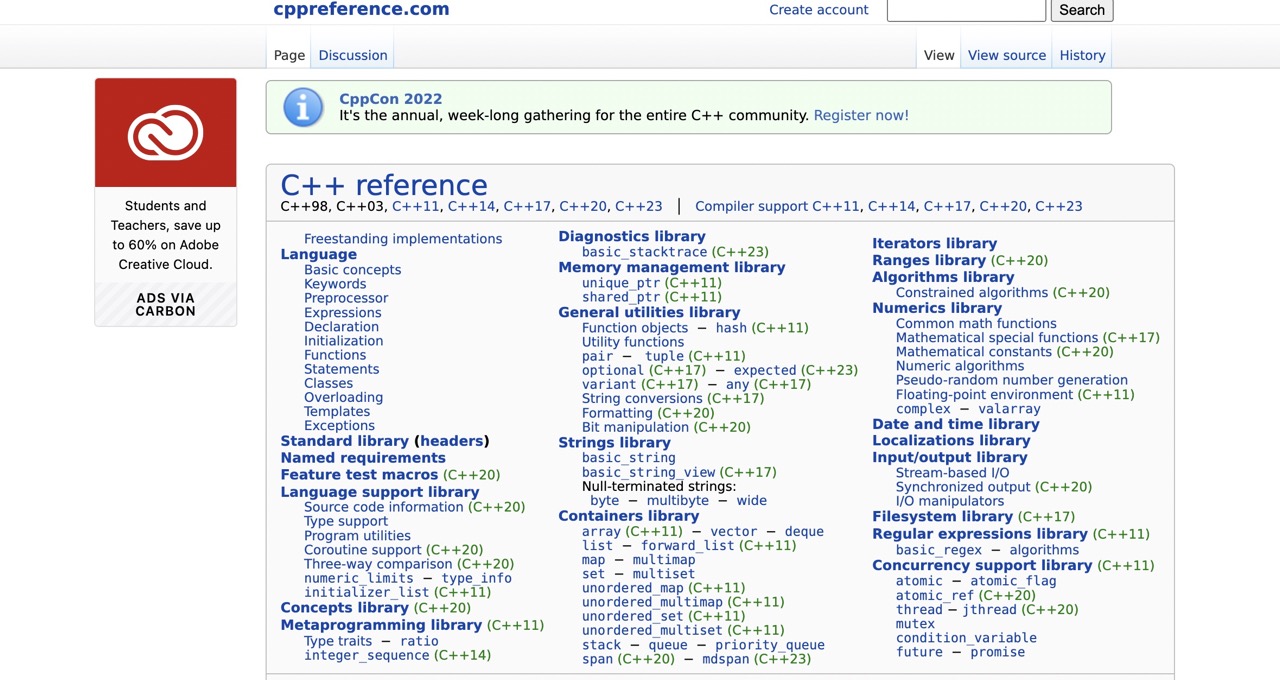 cppreference.com
Create account
Search
Page
Discussion
View
View source
History
Students and
Teachers, save up
to 60% on Adobe
Creative Cloud.
ADS VIA
CARBON
CppCon 2022
It's the annual, week-long gathering for the entire C++ community. Register now!
C++ reference
C++98, C++03, C++11, C++14, C++17, C++20, C++23 | Compiler support C++11, C++14, C++17, C++20, C++23
Freestanding implementations
Language
Basic concepts
Keywords
Preprocessor
Expressions
Declaration
Initialization
Functions
Statements
Classes
Overloading
Templates
Exceptions
Standard library (headers)
Named requirements
Feature test macros (C++20)
Language support library
Source code information (C++20)
Type support
Program utilities
Coroutine support (C++20)
Three-way comparison (C++20)
numeric_limits − type_info
initializer_list (C++11)
Concepts library (C++20)
Metaprogramming library (C++11)
Type traits − ratio
integer_sequence (C++14)
Diagnostics library
basic_stacktrace (C++23)
Memory management library
unique_ptr (C++11)
shared_ptr (C++11)
General utilities library
Function objects − hash (C++11)
Utility functions
pair − tuple (C++11)
optional (C++17) − expected (C++23)
variant (C++17) − any (C++17)
String conversions (C++17)
Formatting (C++20)
Bit manipulation (C++20)
Strings library
basic_string
basic_string_view (C++17)
Null-terminated strings:
byte − multibyte − wide
Containers library
array (C++11) − vector − deque
list − forward_list (C++11)
map − multimap
set − multiset
unordered_map (C++11)
unordered_multimap (C++11)
unordered_set (C++11)
unordered_multiset (C++11)
stack − queue − priority_queue
span (C++20) − mdspan (C++23)
Iterators library
Ranges library (C++20)
Algorithms library
Constrained algorithms (C++20)
Numerics library
Common math functions
Mathematical special functions (C++17)
Mathematical constants (C++20)
Numeric algorithms
Pseudo-random number generation
Floating-point environment (C++11)
complex − valarray
Date and time library
Localizations library
Input/output library
Stream-based I/O
Synchronized output (C++20)
I/O manipulators
Filesystem library (C++17)
Regular expressions library (C++11)
basic_regex − algorithms
Concurrency support library (C++11)
atomic − atomic_flag
atomic_ref (C++20)
thread − jthread (C++20)
mutex
condition_variable
future − promise